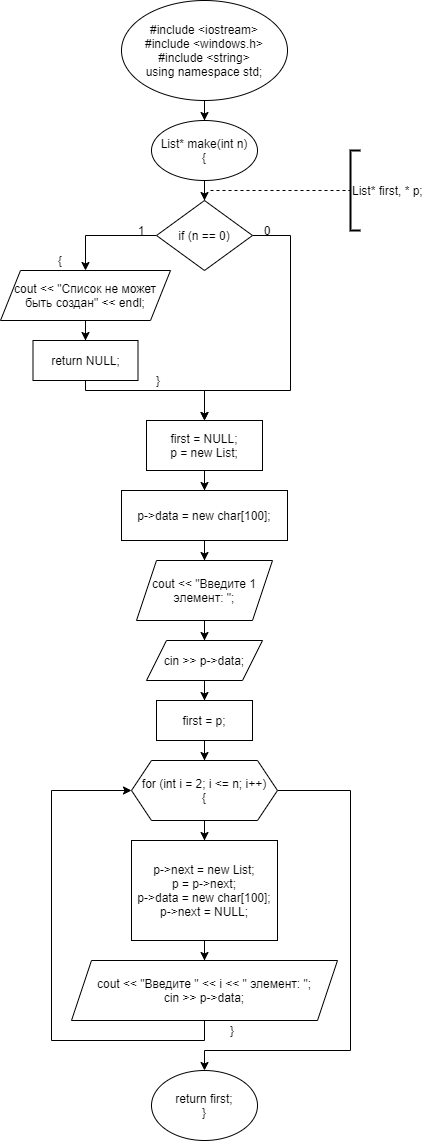 #include <iostream>
#include <windows.h>
#include <string>
using namespace std;
List* make(int n)
{
List* first, * p;
if (n == 0)
1
0
{
cout << "Список не может
быть создан" << endl;
return NULL;
}
first = NULL;
p = new List;
p->data = new char[100];
cout << "Введите 1
элемент: ";
cin >> p->data;
first = p;
for (int i = 2; i <= n; i++)
{
p->next = new List;
p = p->next;
p->data = new char[100];
p->next = NULL;
cout << "Введите " << i << " элемент: ";
cin >> p->data;
}
return first;
}